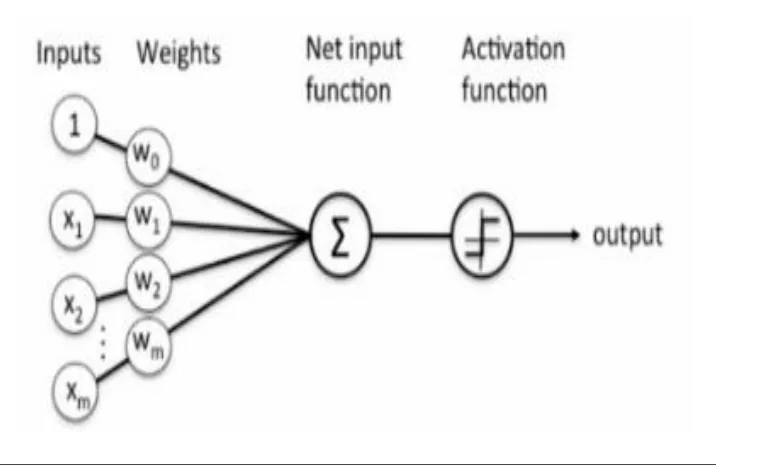 Inputs Weights Net input function Activation function
1 w₀
x₁ w₁
Σ
output
x₂ w₂
⋮ wₘ
xₘ